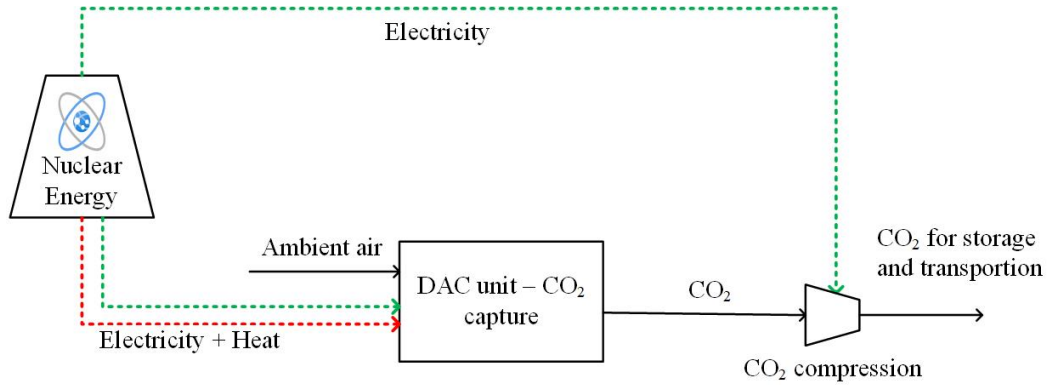 Electricity
Nuclear
Energy
Ambient air
DAC unit – CO₂
capture
CO₂
CO₂ for storage
and transportion
Electricity + Heat
CO₂ compression